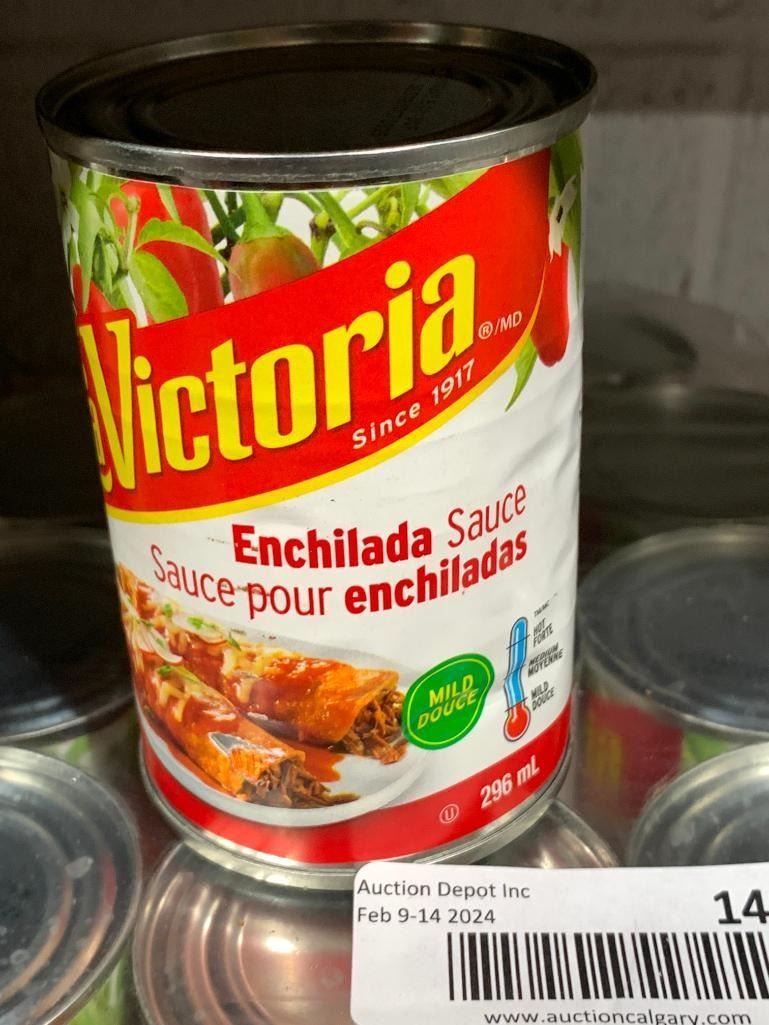 Victoria ®/MD
Since 1917
Enchilada Sauce
Sauce pour enchiladas
HOT
FORTE
MEDIUM
MOYENNE
MILD
DOUCE
MILD
DOUCE
U 296 mL
Auction Depot Inc
Feb 9-14 2024
14
www.auctioncalgary.com